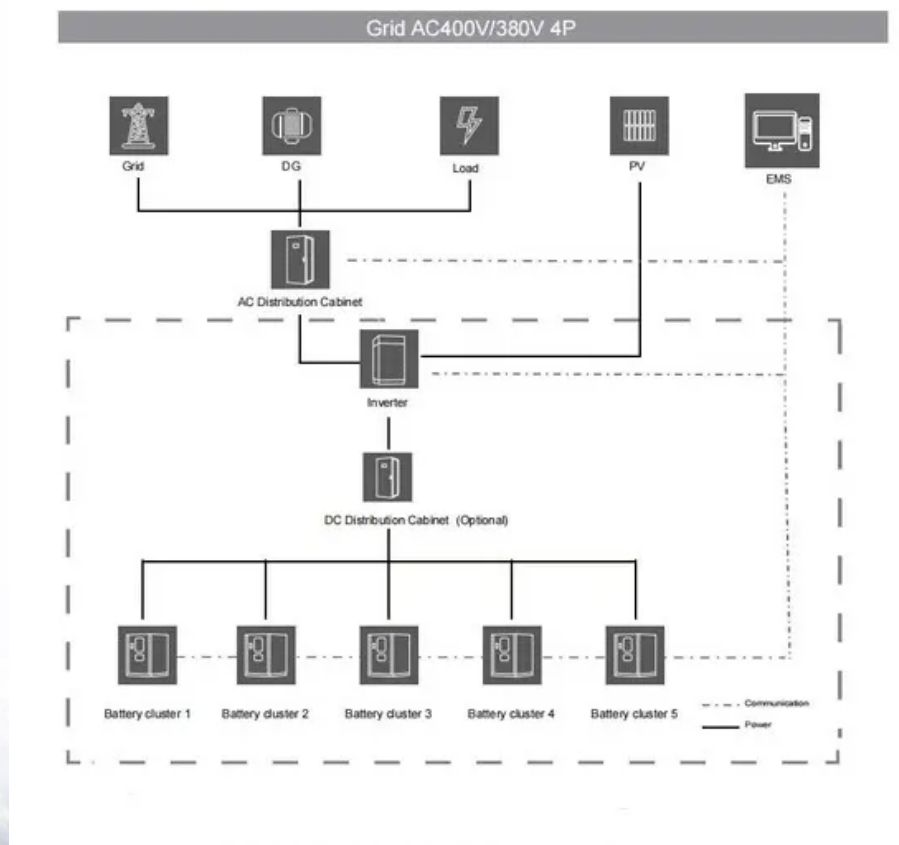 Grid AC400V/380V 4P
Grid
DG
Load
PV
EMS
AC Distribution Cabinet
Inverter
DC Distribution Cabinet (Optional)
Battery cluster 1
Battery cluster 2
Battery cluster 3
Battery cluster 4
Battery cluster 5
Communication
Power